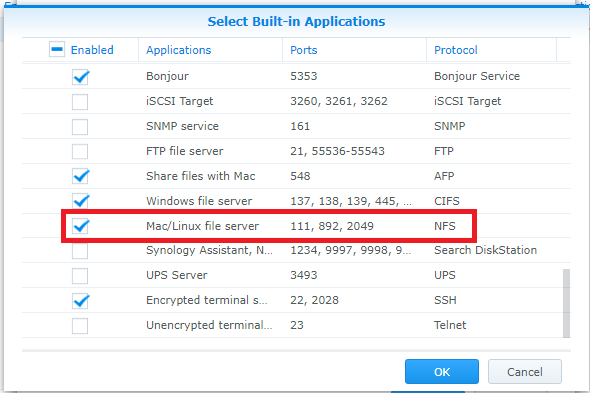 Select Built-in Applications
Enabled Applications Ports Protocol
Bonjour 5353 Bonjour Service
iSCSI Target 3260, 3261, 3262 iSCSI Target
SNMP service 161 SNMP
FTP file server 21, 55536-55543 FTP
Share files with Mac 548 AFP
Windows file server 137, 138, 139, 445, ... CIFS
Mac/Linux file server 111, 892, 2049 NFS
Synology Assistant, N... 1234, 9997, 9998, 9... Search DiskStation
UPS Server 3493 UPS
Encrypted terminal s... 22, 2028 SSH
Unencrypted terminal... 23 Telnet
OK Cancel